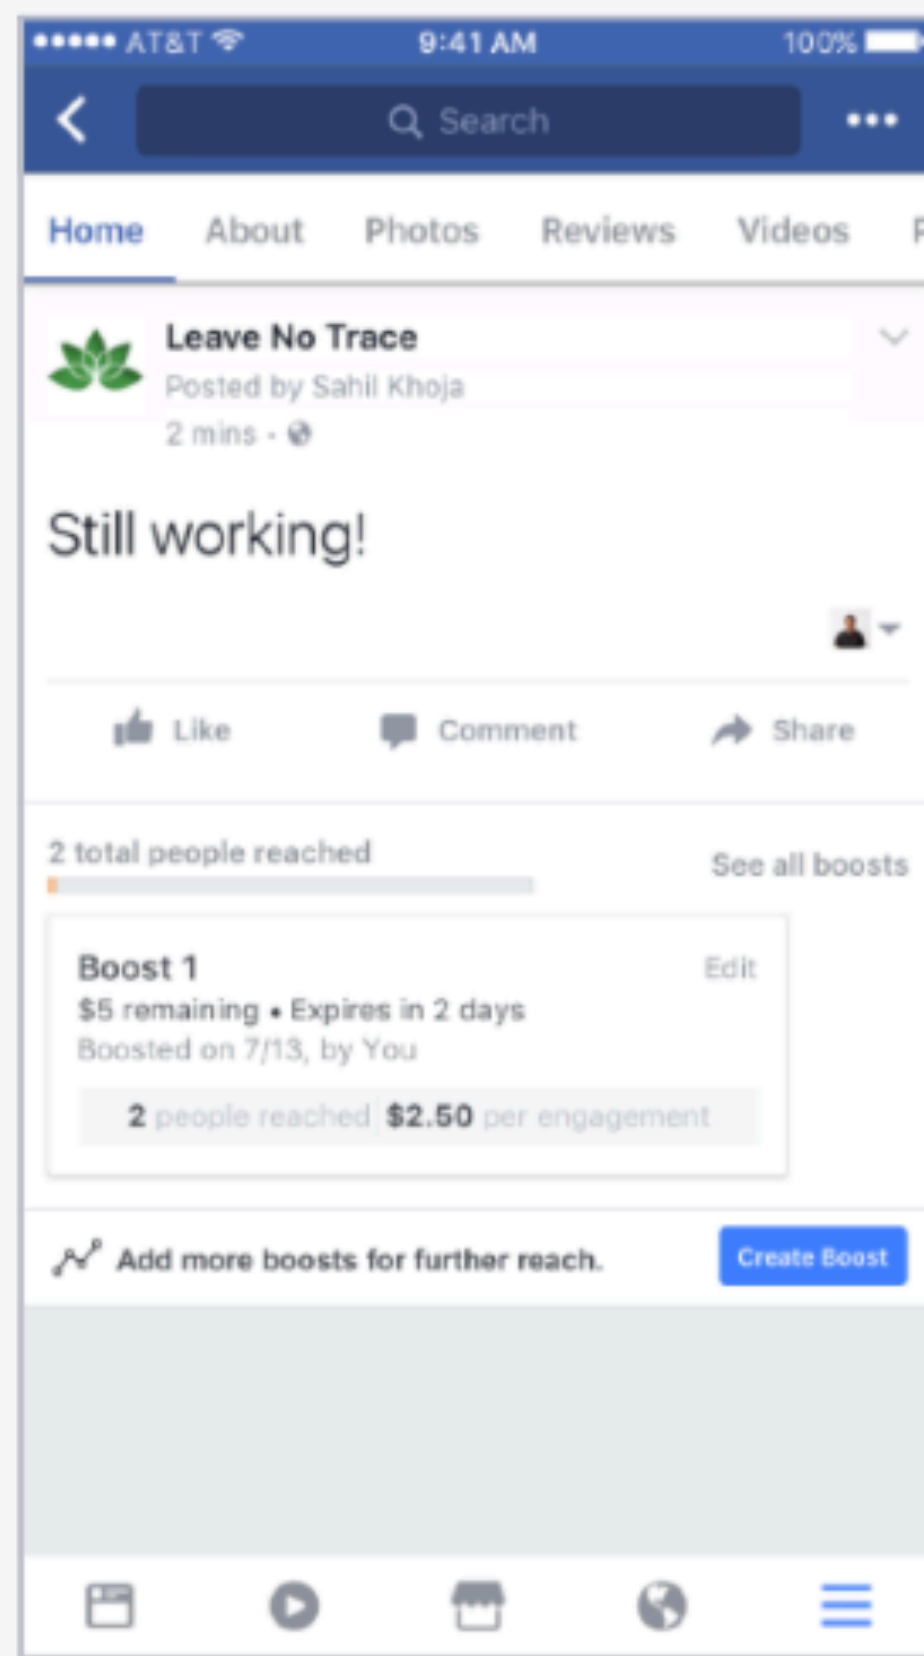 AT&T 9:41 AM 100%
Search
Home About Photos Reviews Videos
Leave No Trace
Posted by Sahil Khoja
2 mins ·
Still working!
Like Comment Share
2 total people reached See all boosts
Boost 1 Edit
$5 remaining • Expires in 2 days
Boosted on 7/13, by You
2 people reached $2.50 per engagement
Add more boosts for further reach. Create Boost